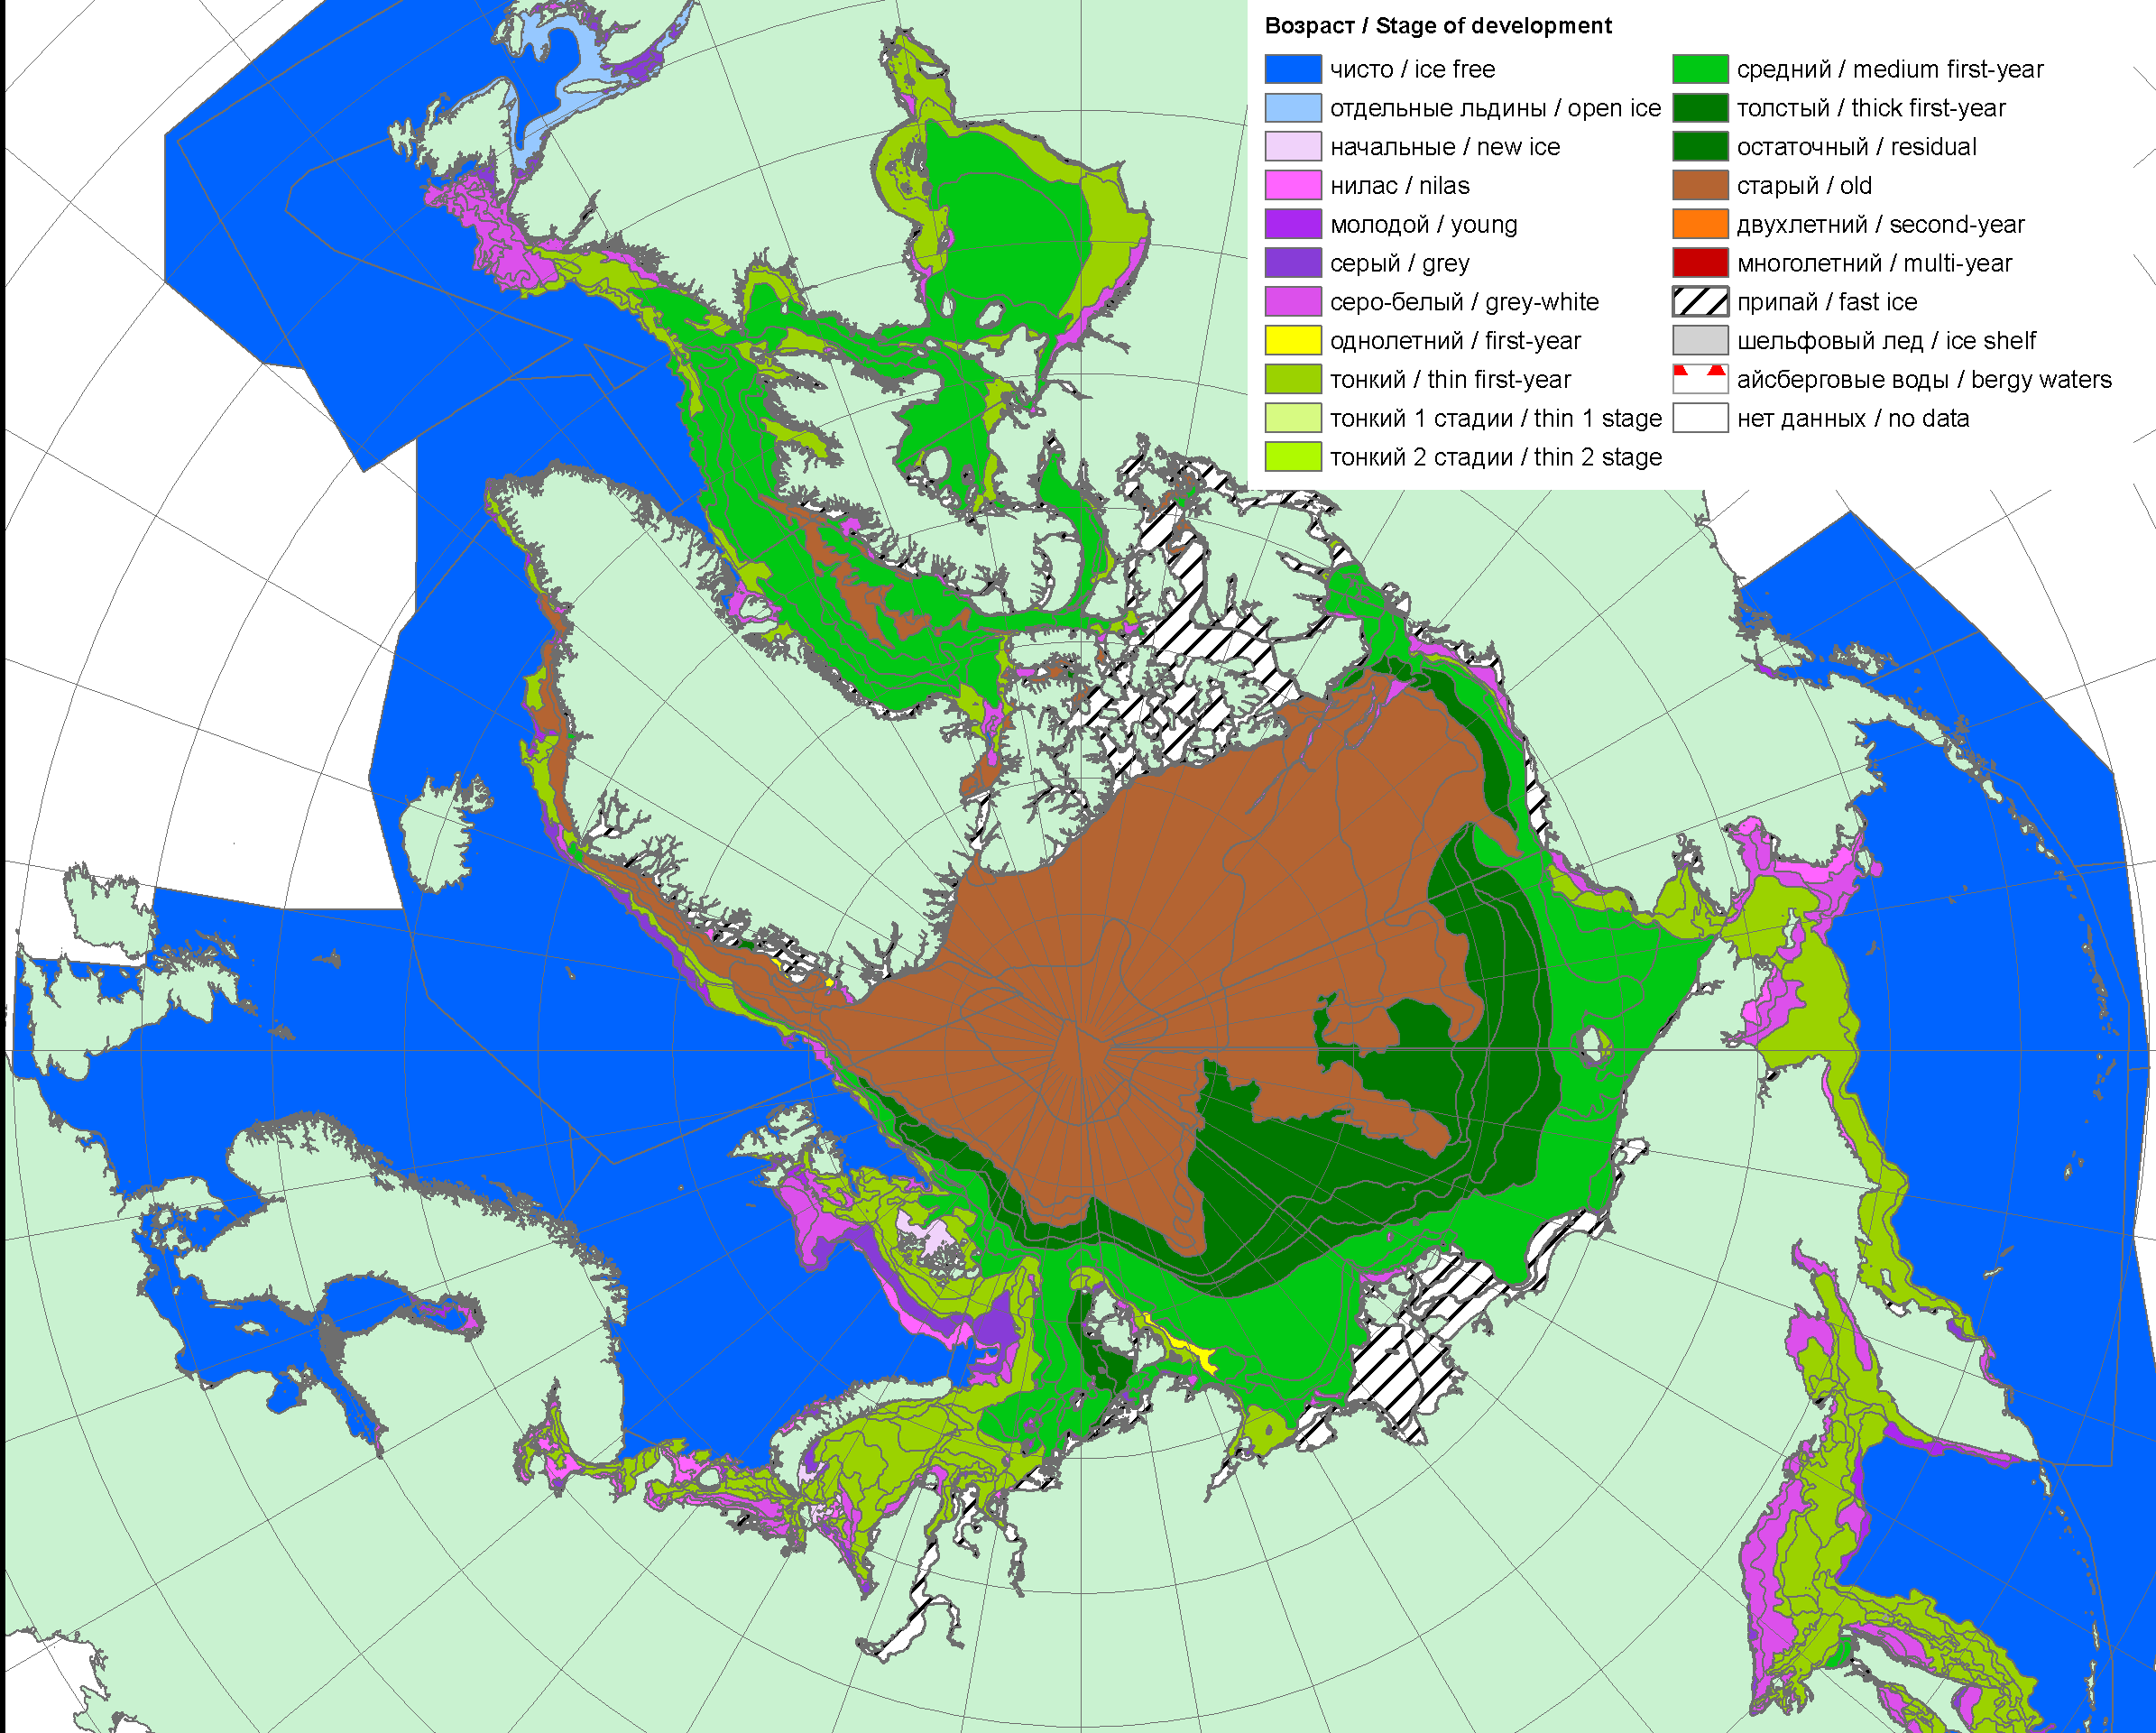 Возраст / Stage of development
чисто / ice free
отдельные льдины / open ice
начальные / new ice
нилас / nilas
молодой / young
серый / grey
серо-белый / grey-white
однолетний / first-year
тонкий / thin first-year
тонкий 1 стадии / thin 1 stage
тонкий 2 стадии / thin 2 stage
средний / medium first-year
толстый / thick first-year
остаточный / residual
старый / old
двухлетний / second-year
многолетний / multi-year
припай / fast ice
шельфовый лед / ice shelf
айсберговые воды / bergy waters
нет данных / no data